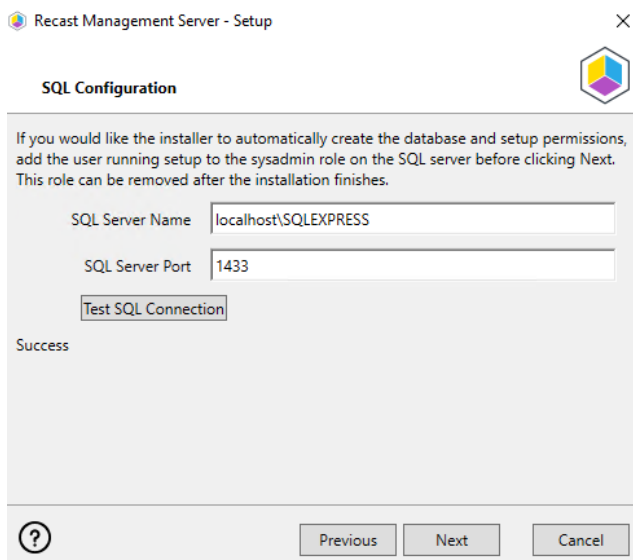 Recast Management Server - Setup
SQL Configuration
If you would like the installer to automatically create the database and setup permissions,
add the user running setup to the sysadmin role on the SQL server before clicking Next.
This role can be removed after the installation finishes.
SQL Server Name localhost\SQLEXPRESS
SQL Server Port 1433
Test SQL Connection
Success
? Previous Next Cancel